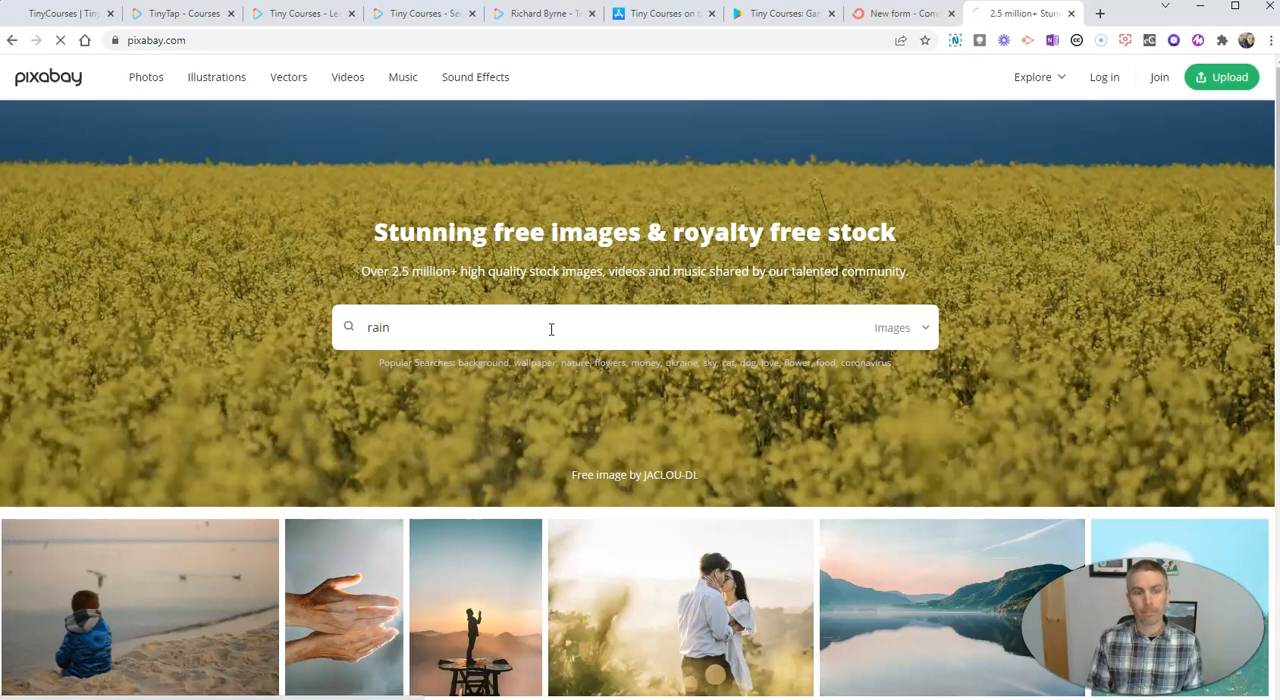 TinyCourses | Tiny
TinyTap - Courses
Tiny Courses - Le
Tiny Courses - Se
Richard Byrne - T
Tiny Courses on t
Tiny Courses: Gam
New form - Conv
2.5 million+ Stun
pixabay.com
pixabay
Photos
Illustrations
Vectors
Videos
Music
Sound Effects
Explore
Log in
Join
Upload
Stunning free images & royalty free stock
Over 2.5 million+ high quality stock images, videos and music shared by our talented community.
rain
Images
Popular Searches: background, wallpaper, nature, flowers, money, ukraine, sky, cat, dog, love, flower, food, coronavirus
Free image by JACLOU-DL